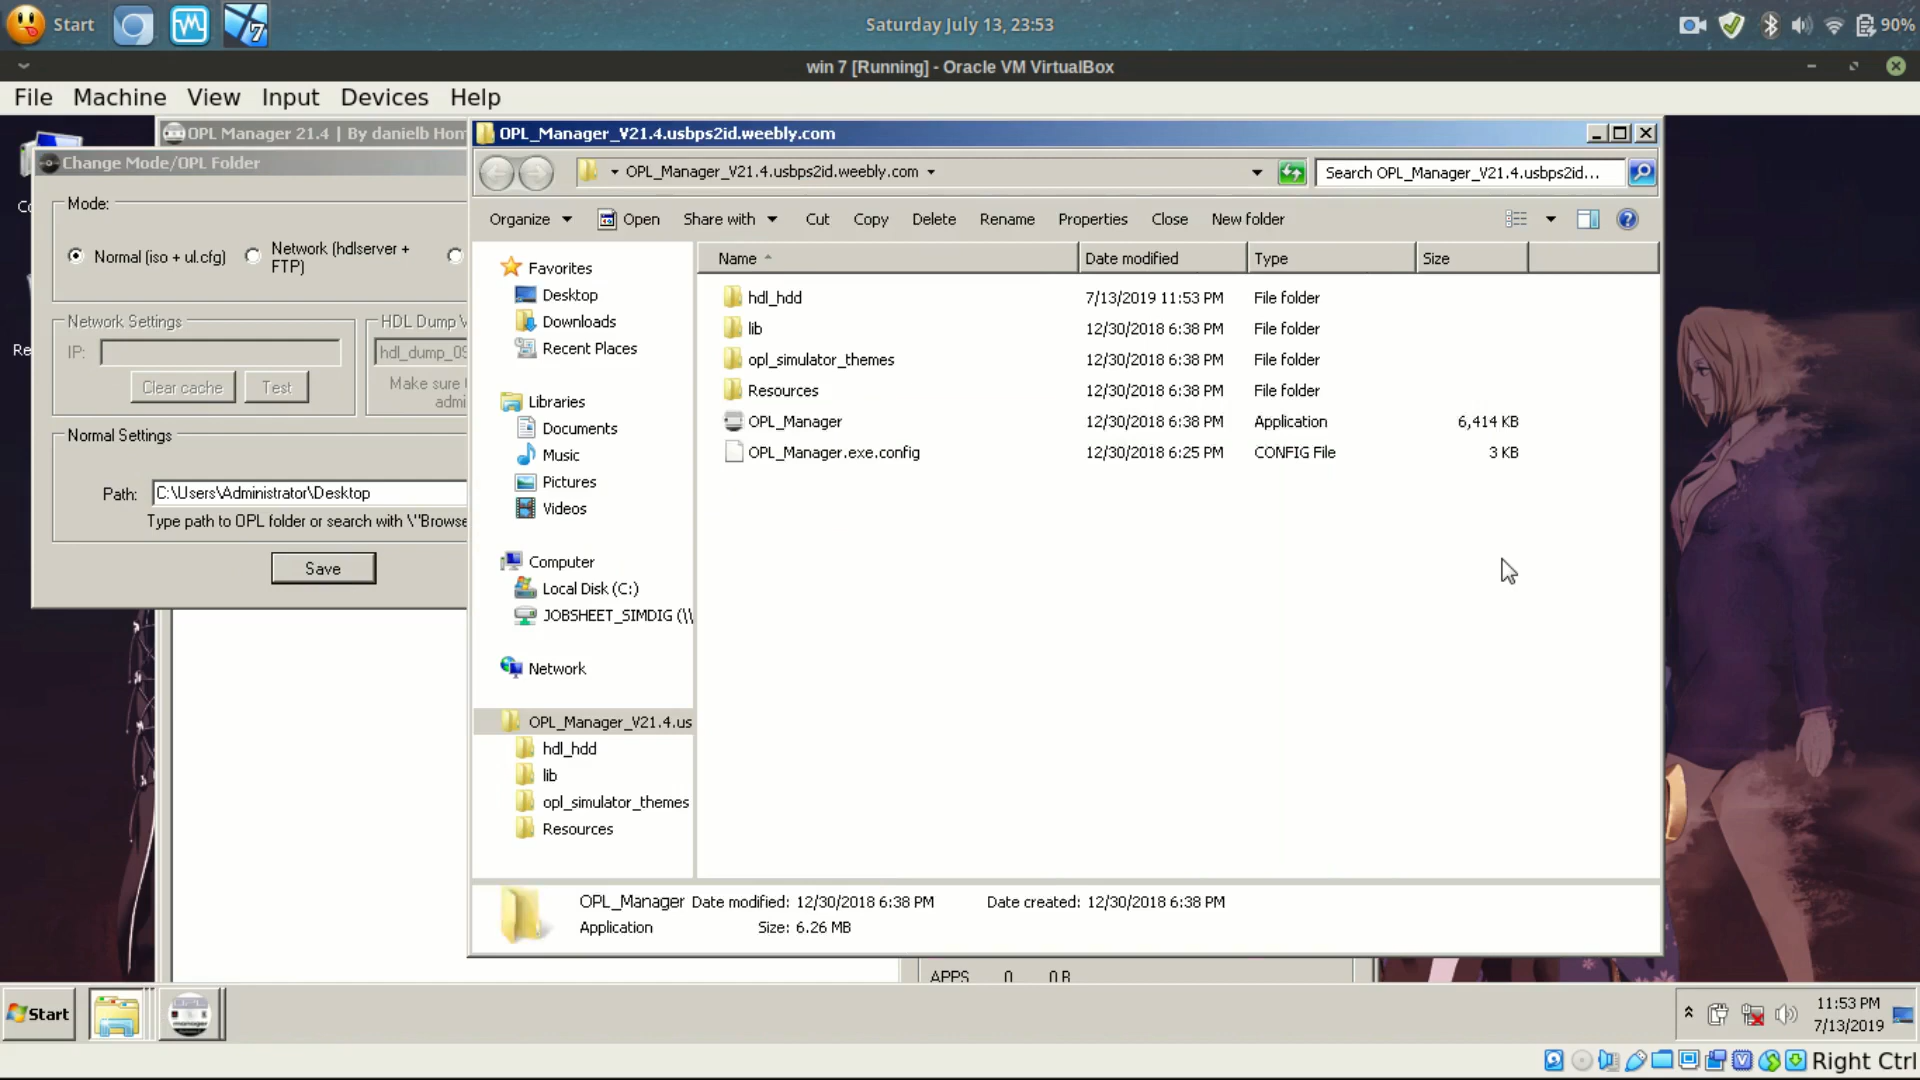 Start
7
Saturday July 13, 23:53
90%
win 7 [Running] - Oracle VM VirtualBox
File Machine View Input Devices Help
OPL Manager 21.4 | By danielb Hom
Change Mode/OPL Folder
Mode:
Normal (iso + ul.cfg)
Network (hdlserver +
FTP)
Network Settings
IP:
Clear cache
Test
HDL Dump V
hdl_dump_09
Make sure
admi
Normal Settings
Path: C:\Users\Administrator\Desktop
Type path to OPL folder or search with \"Browse
Save
OPL_Manager_V21.4.usbps2id.weebly.com
OPL_Manager_V21.4.usbps2id.weebly.com
Search OPL_Manager_V21.4.usbps2id...
Organize Open Share with Cut Copy Delete Rename Properties Close New folder
Favorites
Desktop
Downloads
Recent Places
Libraries
Documents
Music
Pictures
Videos
Computer
Local Disk (C:)
JOBSHEET_SIMDIG (\\
Network
OPL_Manager_V21.4.us
hdl_hdd
lib
opl_simulator_themes
Resources
Name Date modified Type Size
hdl_hdd 7/13/2019 11:53 PM File folder
lib 12/30/2018 6:38 PM File folder
opl_simulator_themes 12/30/2018 6:38 PM File folder
Resources 12/30/2018 6:38 PM File folder
OPL_Manager 12/30/2018 6:38 PM Application 6,414 KB
OPL_Manager.exe.config 12/30/2018 6:25 PM CONFIG File 3 KB
OPL_Manager Date modified: 12/30/2018 6:38 PM Date created: 12/30/2018 6:38 PM
Application Size: 6.26 MB
APPS 0 0 B
Start
manager
11:53 PM
7/13/2019
Right Ctrl